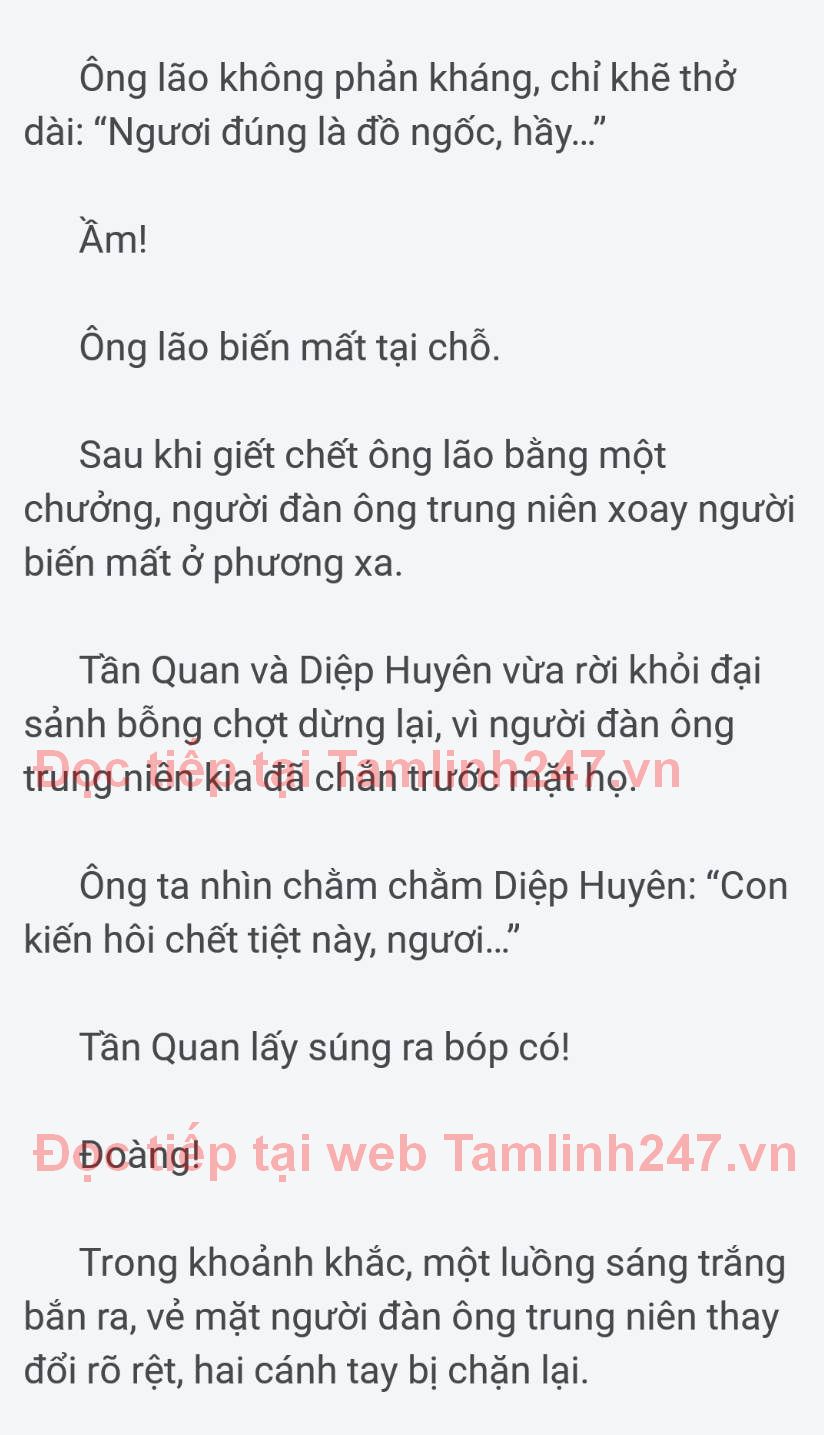 Ông lão không phản kháng, chỉ khẽ thở
dài: “Ngươi đúng là đồ ngốc, hầy...”
Ầm!
Ông lão biến mất tại chỗ.
Sau khi giết chết ông lão bằng một
chưởng, người đàn ông trung niên xoay người
biến mất ở phương xa.
Tần Quan và Diệp Huyên vừa rời khỏi đại
sảnh bỗng chợt dừng lại, vì người đàn ông
Đọc tiếp tại Tamlinh247.vn
trung niên kia đã chắn trước mặt họ.
Ông ta nhìn chằm chằm Diệp Huyên: “Con
kiến hôi chết tiệt này, ngươi...”
Tần Quan lấy súng ra bóp có!
Đọc tiếp tại web Tamlinh247.vn
Đoàng!
Trong khoảnh khắc, một luồng sáng trắng
bắn ra, vẻ mặt người đàn ông trung niên thay
đổi rõ rệt, hai cánh tay bị chặn lại.